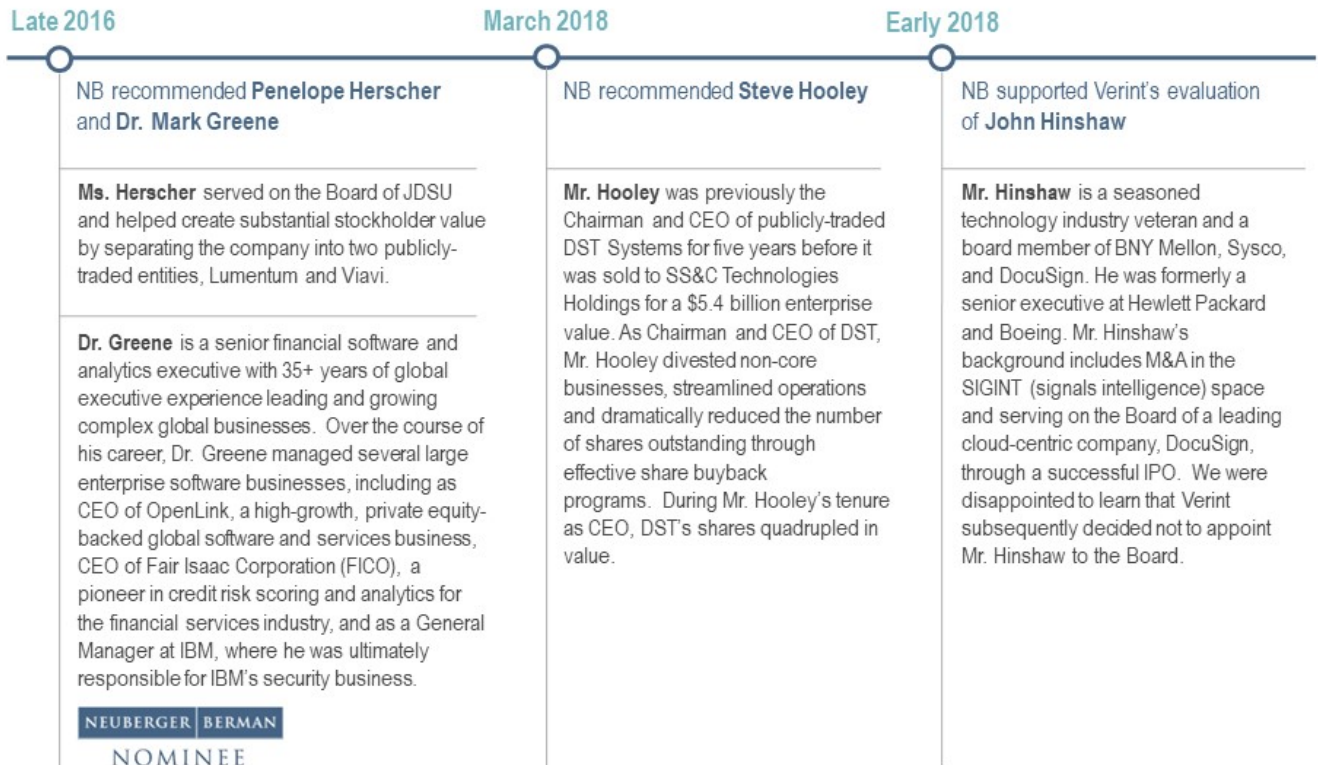 Late 2016
NB recommended Penelope Herscher
and Dr. Mark Greene
Ms. Herscher served on the Board of JDSU
and helped create substantial stockholder value
by separating the company into two publicly-
traded entities, Lumentum and Viavi.
Dr. Greene is a senior financial software and
analytics executive with 35+ years of global
executive experience leading and growing
complex global businesses. Over the course of
his career, Dr. Greene managed several large
enterprise software businesses, including as
CEO of OpenLink, a high-growth, private equity-
backed global software and services business,
CEO of Fair Isaac Corporation (FICO), a
pioneer in credit risk scoring and analytics for
the financial services industry, and as a General
Manager at IBM, where he was ultimately
responsible for IBM's security business.
NEUBERGER BERMAN
NOMINEE
March 2018
NB recommended Steve Hooley
Mr. Hooley was previously the
Chairman and CEO of publicly-traded
DST Systems for five years before it
was sold to SS&C Technologies
Holdings for a $5.4 billion enterprise
value. As Chairman and CEO of DST,
Mr. Hooley divested non-core
businesses, streamlined operations
and dramatically reduced the number
of shares outstanding through
effective share buyback
programs. During Mr. Hooley's tenure
as CEO, DST's shares quadrupled in
value.
Early 2018
NB supported Verint's evaluation
of John Hinshaw
Mr. Hinshaw is a seasoned
technology industry veteran and a
board member of BNY Mellon, Sysco,
and DocuSign. He was formerly a
senior executive at Hewlett Packard
and Boeing. Mr. Hinshaw's
background includes M&A in the
SIGINT (signals intelligence) space
and serving on the Board of a leading
cloud-centric company, DocuSign,
through a successful IPO. We were
disappointed to learn that Verint
subsequently decided not to appoint
Mr. Hinshaw to the Board.